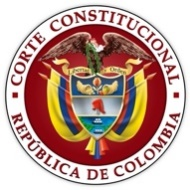 CORTE CONSTITUCIONAL
REPÚBLICA DE COLOMBIA